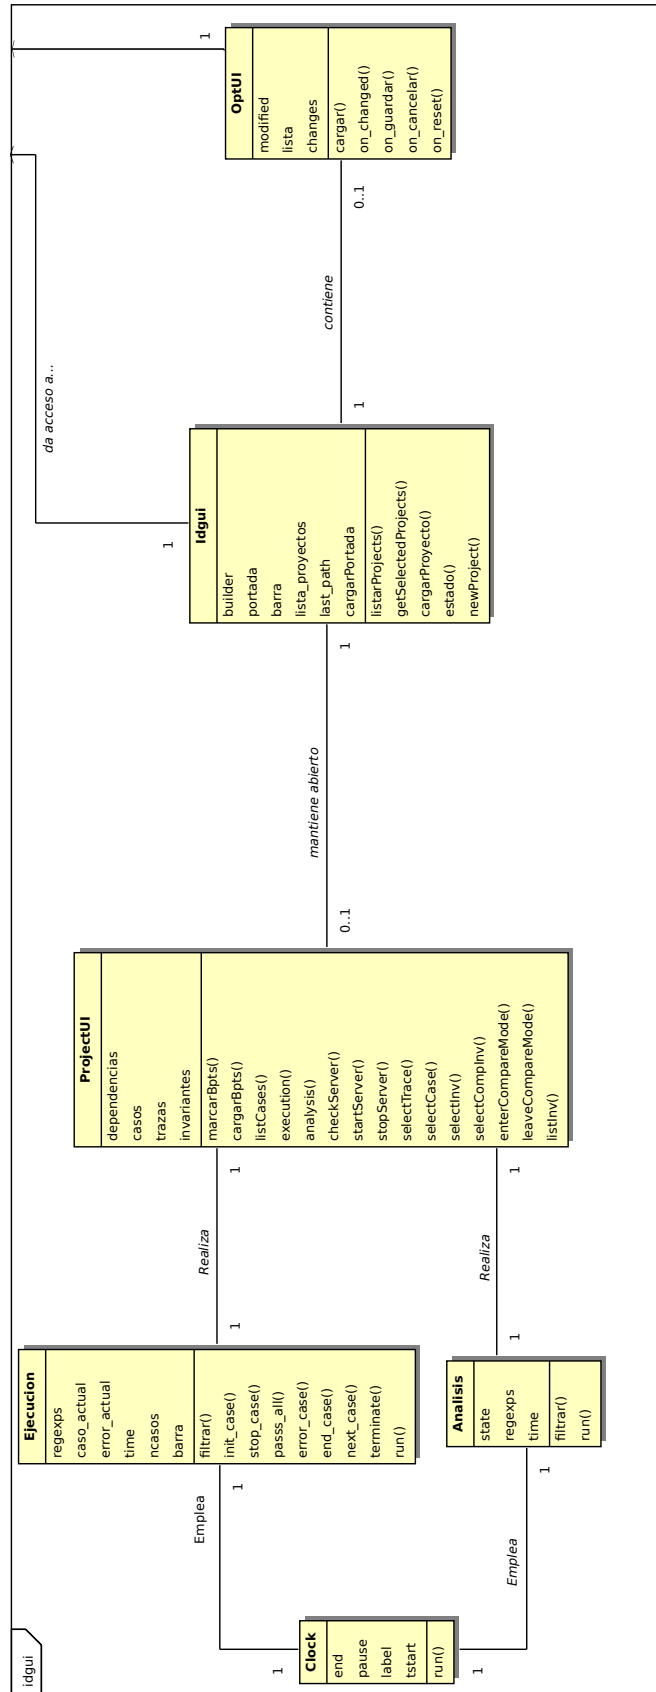 idgui
Clock
end
pause
label
tstart
run()
1
1
Emplea
Emplea
1
1
Ejecucion
regexps
caso_actual
error_actual
time
ncasos
barra
filtrar()
init_case()
stop_case()
passs_all()
error_case()
end_case()
next_case()
terminate()
run()
Analisis
state
regexps
time
filtrar()
run()
1
1
Realiza
Realiza
1
1
ProjectUI
dependencias
casos
trazas
invariantes
marcarBpts()
cargarBpts()
listCases()
execution()
analysis()
checkServer()
startServer()
stopServer()
selectTrace()
selectCase()
selectInv()
selectCompInv()
enterCompareMode()
leaveCompareMode()
listInv()
0..1
mantiene abierto
1
Idgui
builder
portada
barra
lista_proyectos
last_path
cargarPortada
listarProjects()
getSelectedProjects()
cargarProyecto()
estado()
newProject()
1
da acceso a...
1
contiene
0..1
OptUI
modified
lista
changes
cargar()
on_changed()
on_guardar()
on_cancelar()
on_reset()
1